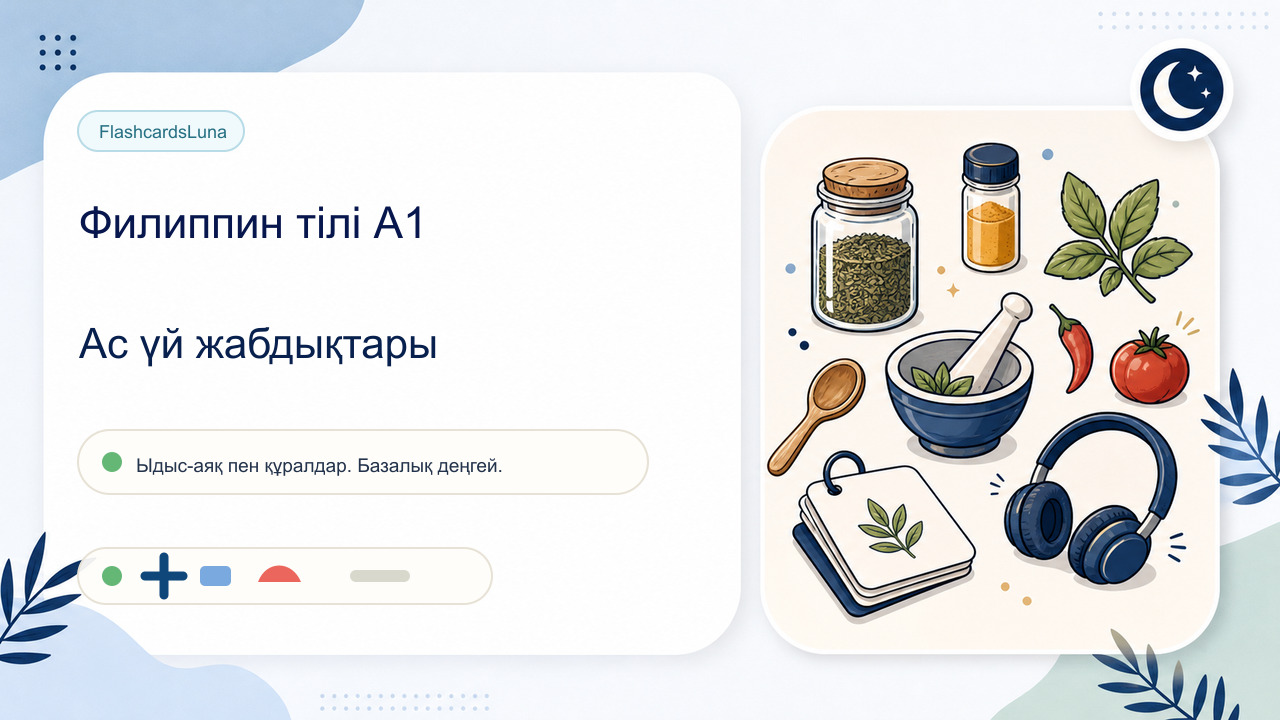 FlashcardsLuna
Филиппин тілі A1
Ас үй жабдықтары
Ыдыс-аяқ пен құралдар. Базалық деңгей.